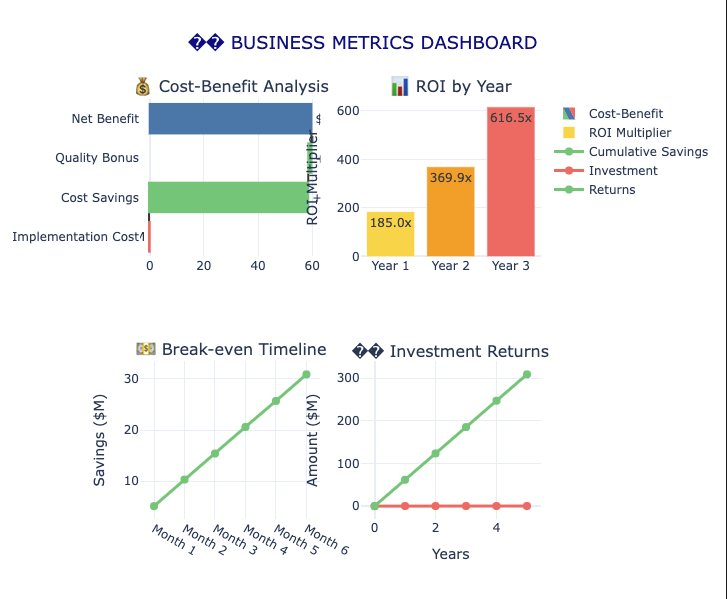 �� BUSINESS METRICS DASHBOARD
💰 Cost-Benefit Analysis
Net Benefit
Quality Bonus
Cost Savings
Implementation Cost
0 20 40 60
$
📊 ROI by Year
ROI Multiplier
600
400
200
0
185.0x
369.9x
616.5x
Year 1 Year 2 Year 3
Cost-Benefit
ROI Multiplier
Cumulative Savings
Investment
Returns
💵 Break-even Timeline
Savings ($M)
30
20
10
Month 1
Month 2
Month 3
Month 4
Month 5
Month 6
�� Investment Returns
Amount ($M)
300
200
100
0
0 2 4
Years